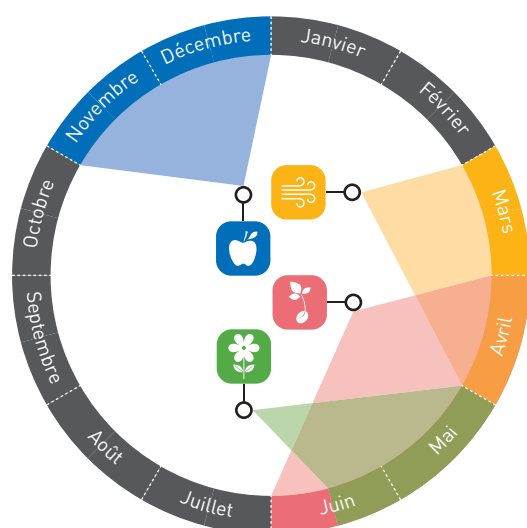 Janvier
Février
Mars
Avril
Mai
Juin
Juillet
Août
Septembre
Octobre
Novembre
Décembre